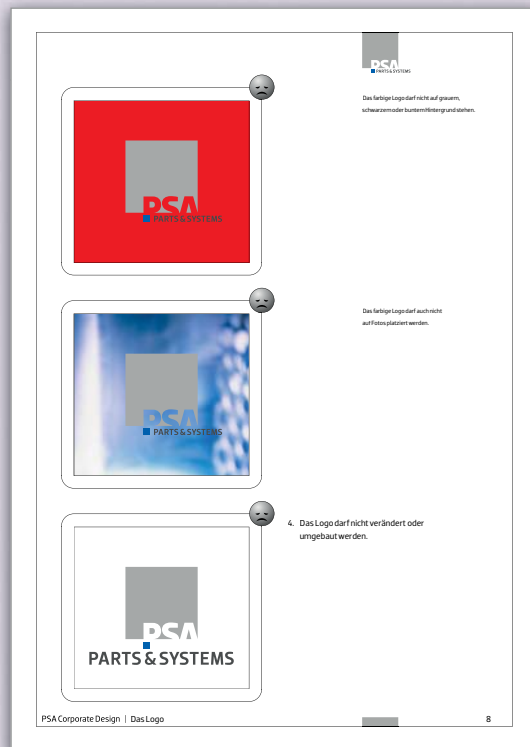 PSA
PARTS & SYSTEMS
Das farbige Logo darf nicht auf grauem,
schwarzem oder buntem Hintergrund stehen.
PSA
PARTS & SYSTEMS
Das farbige Logo darf auch nicht
auf Fotos platziert werden.
PSA
PARTS & SYSTEMS
4. Das Logo darf nicht verändert oder
umgebaut werden.
PSA
PARTS & SYSTEMS
PSA Corporate Design | Das Logo
8